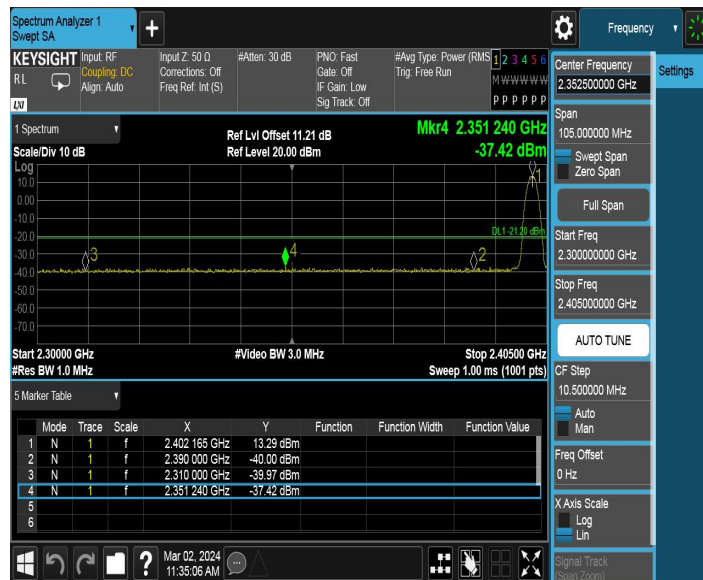 Spectrum Analyzer 1
Swept SA
+
Frequency
KEYSIGHT
RL
LXI
Input: RF
Coupling: DC
Align: Auto
Input Z: 50 Ω
Corrections: Off
Freq Ref: Int (S)
#Atten: 30 dB
PNO: Fast
Gate: Off
IF Gain: Low
Sig Track: Off
#Avg Type: Power (RMS
Trig: Free Run
1 2 3 4 5 6
M W W W W W
P P P P P P
1 Spectrum
Scale/Div 10 dB
Ref Lvl Offset 11.21 dB
Ref Level 20.00 dBm
Mkr4 2.351 240 GHz
-37.42 dBm
Log
10.0
0.00
-10.0
-20.0
-30.0
-40.0
-50.0
-60.0
-70.0
1
DL1 -21.20 dBm
3
4
2
Start 2.30000 GHz
#Res BW 1.0 MHz
#Video BW 3.0 MHz
Stop 2.40500 GHz
Sweep 1.00 ms (1001 pts)
5 Marker Table
Mode Trace Scale X Y Function Function Width Function Value
1 N 1 f 2.402 165 GHz 13.29 dBm
2 N 1 f 2.390 000 GHz -40.00 dBm
3 N 1 f 2.310 000 GHz -39.97 dBm
4 N 1 f 2.351 240 GHz -37.42 dBm
5
6
Mar 02, 2024
11:35:06 AM
?
Settings
Center Frequency
2.352500000 GHz
Span
105.000000 MHz
Swept Span
Zero Span
Full Span
Start Freq
2.300000000 GHz
Stop Freq
2.405000000 GHz
AUTO TUNE
CF Step
10.500000 MHz
Auto
Man
Freq Offset
0 Hz
X Axis Scale
Log
Lin
Signal Track
(Span Zoom)